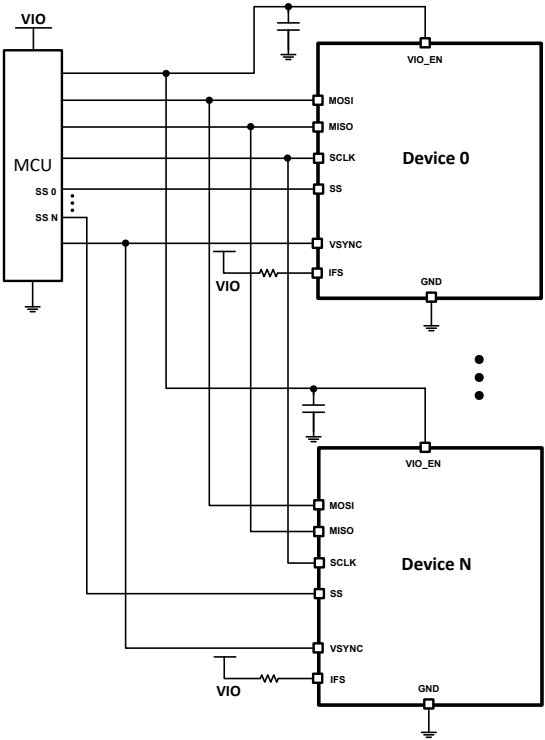 VIO
VIO_EN
MOSI
MISO
SCLK
Device 0
MCU
SS 0
SS
SS N
VSYNC
IFS
VIO
GND
VIO_EN
MOSI
MISO
SCLK
Device N
SS
VSYNC
IFS
VIO
GND